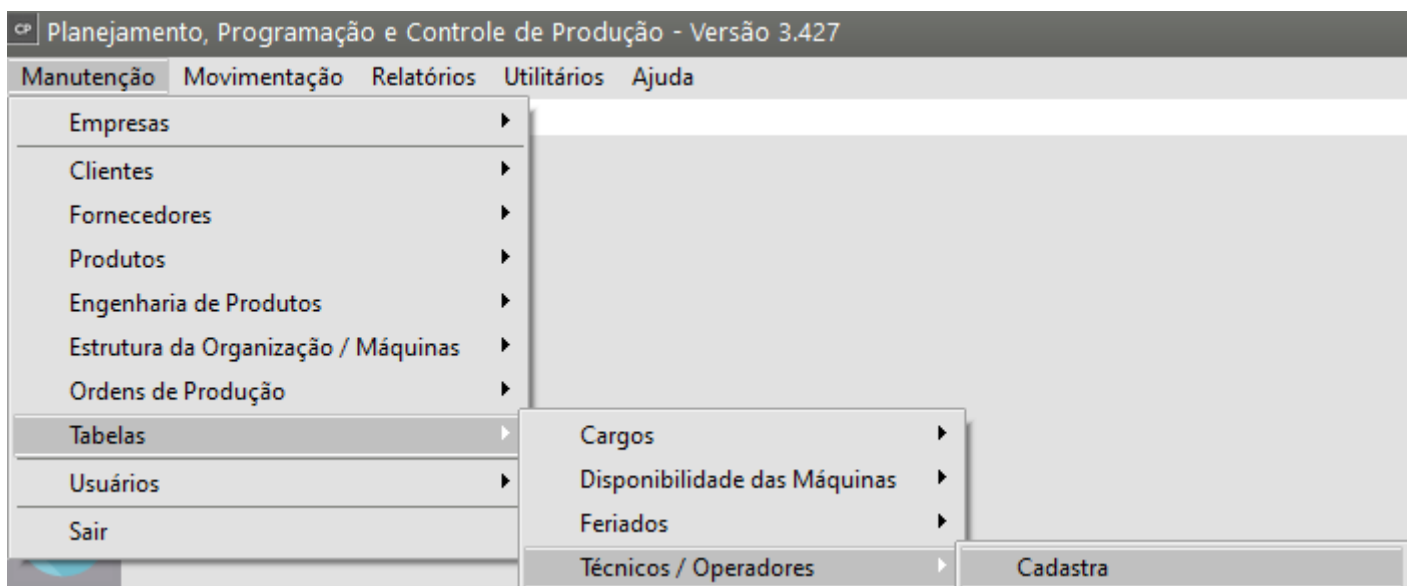 CP Planejamento, Programação e Controle de Produção - Versão 3.427
Manutenção Movimentação Relatórios Utilitários Ajuda
Empresas
Clientes
Fornecedores
Produtos
Engenharia de Produtos
Estrutura da Organização / Máquinas
Ordens de Produção
Tabelas
Usuários
Sair
Cargos
Disponibilidade das Máquinas
Feriados
Técnicos / Operadores
Cadastra